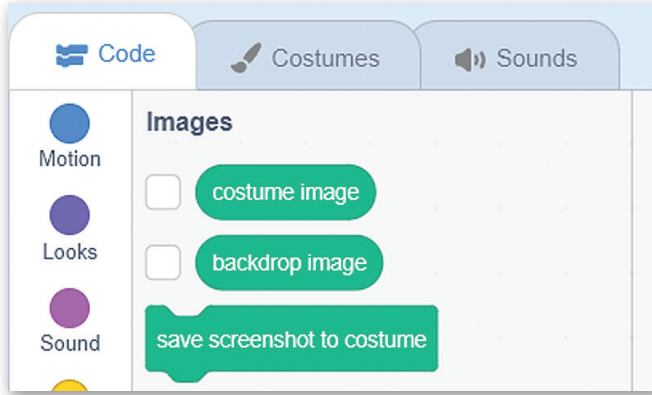 Code
Costumes
Sounds
Motion
Looks
Sound
Images
costume image
backdrop image
save screenshot to costume